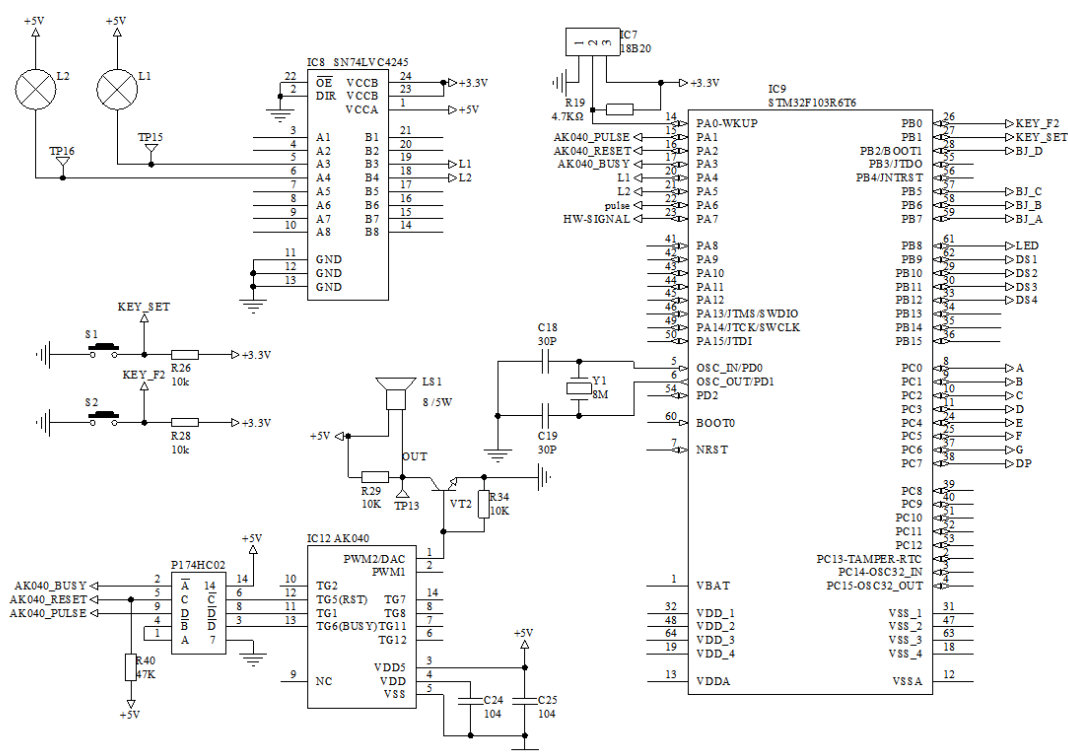 +5V
+5V
L2
L1
TP15
TP16
IC8 SN74LVC4245
22 OE VCCB 24 +3.3V
2 DIR VCCB 23
VCCA 1 +5V
3 A1 B1 21
4 A2 B2 20
5 A3 B3 19 L1
6 A4 B4 18 L2
7 A5 B5 17
8 A6 B6 16
9 A7 B7 15
10 A8 B8 14
11 GND
12 GND
13 GND
IC7
18B20
1 2 3
+3.3V
R19
4.7KΩ
IC9
STM32F103R6T6
14 PA0-WKUP PB0 26 KEY_F2
AK040_PULSE 15 PA1 PB1 27 KEY_SET
AK040_RESET 16 PA2 PB2/BOOT1 28 BJ_D
AK040_BUSY 17 PA3 PB3/JTDO 55
L1 20 PA4 PB4/JNTRST 56
L2 21 PA5 PB5 57 BJ_C
pulse 22 PA6 PB6 58 BJ_B
HW-SIGNAL 23 PA7 PB7 59 BJ_A
41 PA8 PB8 61 LED
42 PA9 PB9 62 DS1
43 PA10 PB10 29 DS2
44 PA11 PB11 30 DS3
45 PA12 PB12 33 DS4
46 PA13/JTMS/SWDIO PB13 34
49 PA14/JTCK/SWCLK PB14 35
50 PA15/JTDI PB15 36
5 OSC_IN/PD0 PC0 8 A
6 OSC_OUT/PD1 PC1 9 B
54 PD2 PC2 10 C
PC3 11 D
60 BOOT0 PC4 24 E
PC5 25 F
7 NRST PC6 37 G
PC7 38 DP
PC8 39
PC9 40
PC10 51
PC11 52
PC12 53
PC13-TAMPER-RTC 2
PC14-OSC32_IN 3
1 VBAT PC15-OSC32_OUT 4
32 VDD_1 VSS_1 31
48 VDD_2 VSS_2 47
64 VDD_3 VSS_3 63
19 VDD_4 VSS_4 18
13 VDDA VSSA 12
C18
30P
Y1
8M
C19
30P
KEY_SET
S1
R26
10k
+3.3V
KEY_F2
S2
R28
10k
+3.3V
LS1
8 /5W
+5V
OUT
R29
10K
TP13
VT2
R34
10K
P174HC02
+5V
AK040_BUSY 2 A 14 14
AK040_RESET 5 C C 6
AK040_PULSE 9 D D 8
4 B D 3
1 A 7
R40
47K
+5V
IC12 AK040
PWM2/DAC 1
PWM1 2
10 TG2
12 TG5(RST) TG7 14
11 TG1 TG8 8
13 TG6(BUSY) TG11 7
TG12 6
VDD5 3
9 NC VDD 4
VSS 5
+5V
C24
104
C25
104